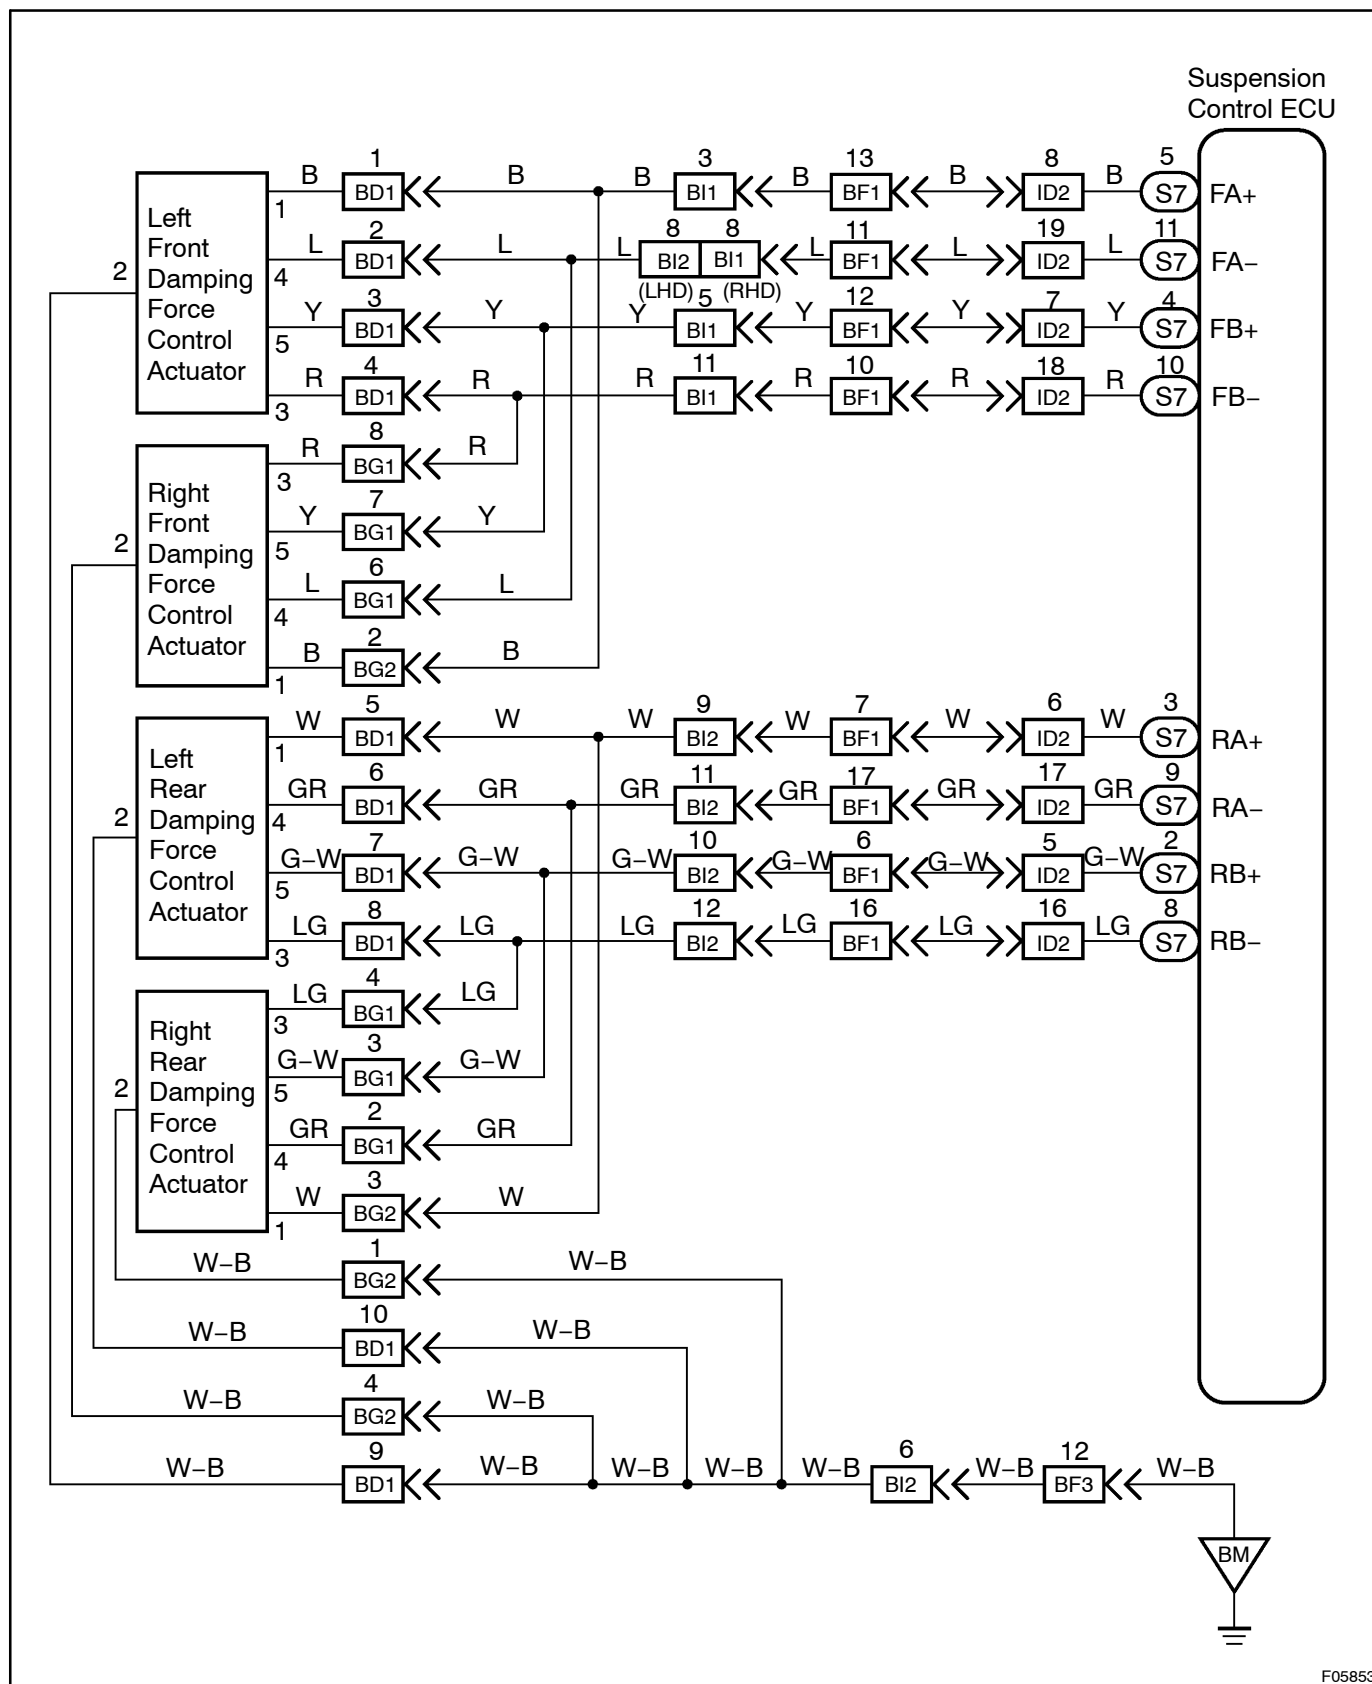 Suspension
Control ECU
1 3 13 8 5
B BD1 B B BI1 B BF1 B ID2 B S7 FA+
1
2 8 8 11 19 11
L BD1 L L BI2 BI1 L BF1 L ID2 L S7 FA−
4 (LHD) (RHD)
3 5 12 7 4
Y BD1 Y Y BI1 Y BF1 Y ID2 Y S7 FB+
5
4 11 10 18 10
R BD1 R R BI1 R BF1 R ID2 R S7 FB−
3
2
Left
Front
Damping
Force
Control
Actuator
8
R BG1 R
3
7
Y BG1 Y
5
6
L BG1 L
4
2
B BG2 B
1
2
Right
Front
Damping
Force
Control
Actuator
5 9 7 6 3
W BD1 W W BI2 W BF1 W ID2 W S7 RA+
1
6 11 17 17 9
GR BD1 GR GR BI2 GR BF1 GR ID2 GR S7 RA−
4
7 10 6 5 2
G−W BD1 G−W G−W BI2 G−W BF1 G−W ID2 G−W S7 RB+
5
8 12 16 16 8
LG BD1 LG LG BI2 LG BF1 LG ID2 LG S7 RB−
3
2
Left
Rear
Damping
Force
Control
Actuator
4
LG BG1 LG
3
3
G−W BG1 G−W
5
2
GR BG1 GR
4
3
W BG2 W
1
2
Right
Rear
Damping
Force
Control
Actuator
1
W−B BG2 W−B
10
W−B BD1 W−B
4
W−B BG2 W−B
9 6 12
W−B BD1 W−B W−B W−B W−B BI2 W−B BF3 W−B
BM
F05853